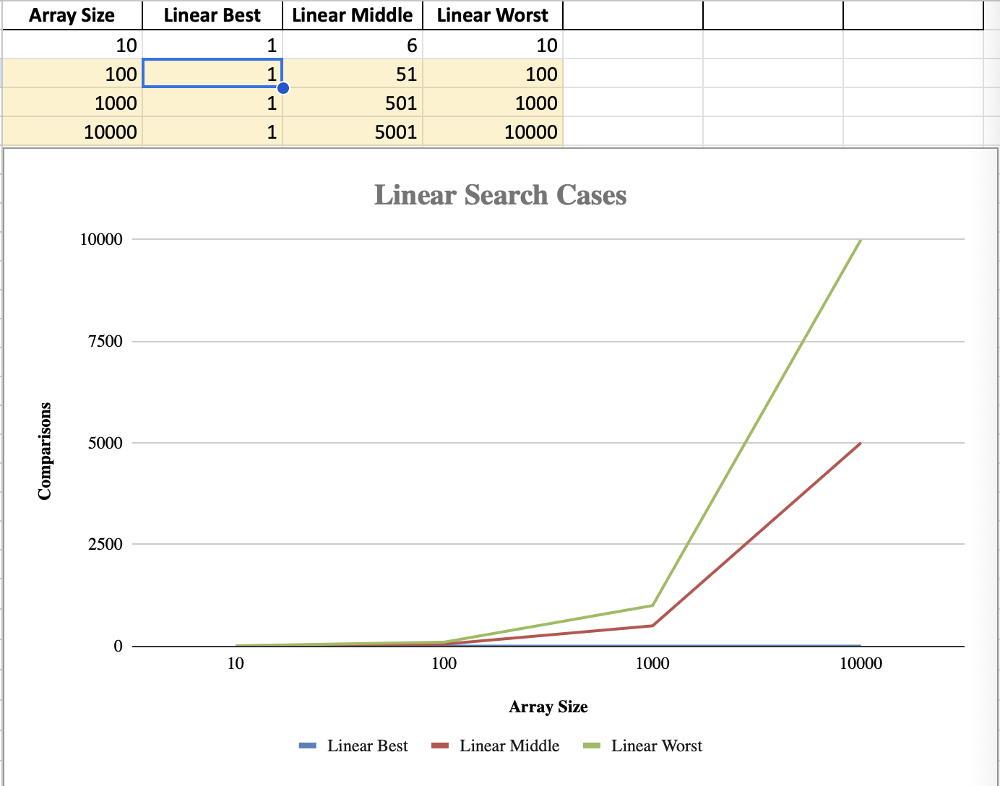 Array Size Linear Best Linear Middle Linear Worst
10 1 6 10
100 1 51 100
1000 1 501 1000
10000 1 5001 10000
Linear Search Cases
10000
7500
5000
2500
0
Comparisons
10 100 1000 10000
Array Size
Linear Best Linear Middle Linear Worst